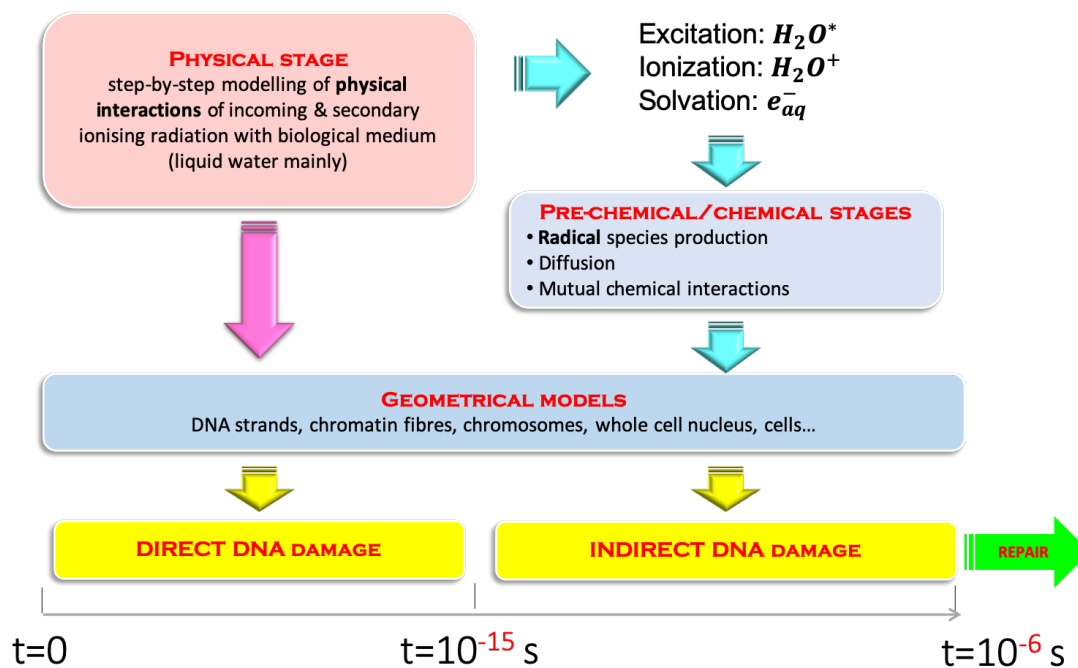 PHYSICAL STAGE
step-by-step modelling of physical
interactions of incoming & secondary
ionising radiation with biological medium
(liquid water mainly)
Excitation: H₂O*
Ionization: H₂O⁺
Solvation: e⁻aq
PRE-CHEMICAL/CHEMICAL STAGES
• Radical species production
• Diffusion
• Mutual chemical interactions
GEOMETRICAL MODELS
DNA strands, chromatin fibres, chromosomes, whole cell nucleus, cells...
DIRECT DNA DAMAGE
INDIRECT DNA DAMAGE
REPAIR
t=0
t=10⁻¹⁵ s
t=10⁻⁶ s